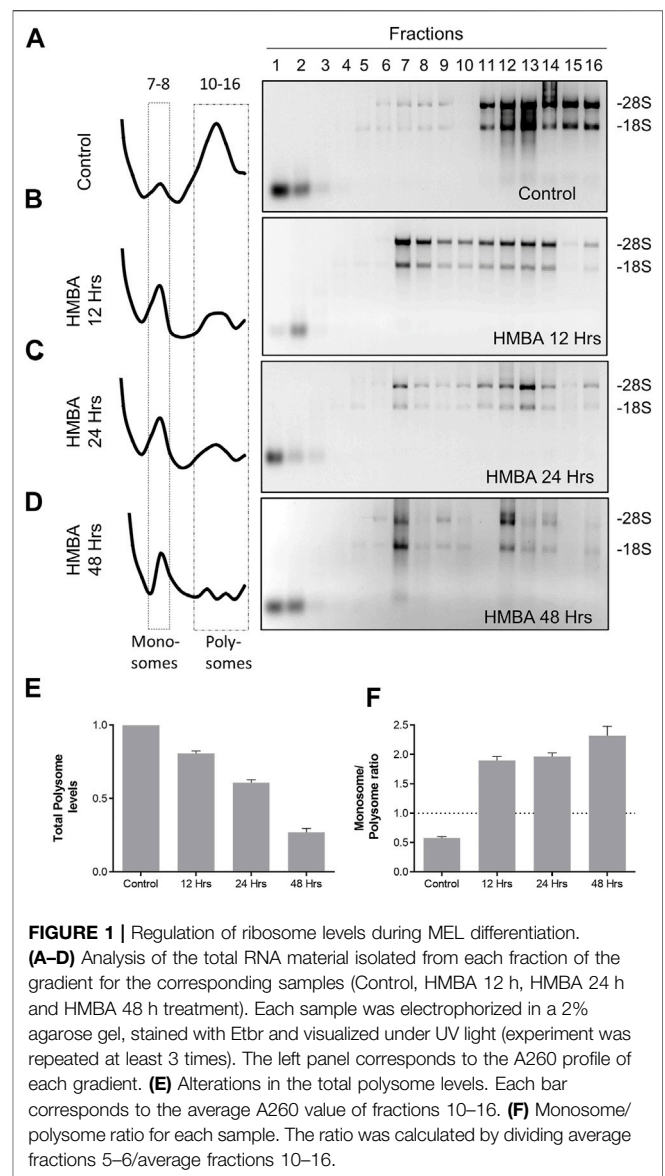 A
Fractions
1 2 3 4 5 6 7 8 9 10 11 12 13 14 15 16
7-8 10-16
Control
-28S
-18S
Control
B
HMBA
12 Hrs
-28S
-18S
HMBA 12 Hrs
C
HMBA
24 Hrs
-28S
-18S
HMBA 24 Hrs
D
HMBA
48 Hrs
-28S
-18S
HMBA 48 Hrs
Mono-
somes
Poly-
somes
E
Total Polysome
levels
1.0
0.5
0.0
Control 12 Hrs 24 Hrs 48 Hrs
F
Monosome/
Polysome ratio
2.5
2.0
1.5
1.0
0.5
0.0
Control 12 Hrs 24 Hrs 48 Hrs
FIGURE 1 | Regulation of ribosome levels during MEL differentiation.
(A–D) Analysis of the total RNA material isolated from each fraction of the
gradient for the corresponding samples (Control, HMBA 12 h, HMBA 24 h
and HMBA 48 h treatment). Each sample was electrophorized in a 2%
agarose gel, stained with Etbr and visualized under UV light (experiment was
repeated at least 3 times). The left panel corresponds to the A260 profile of
each gradient. (E) Alterations in the total polysome levels. Each bar
corresponds to the average A260 value of fractions 10–16. (F) Monosome/
polysome ratio for each sample. The ratio was calculated by dividing average
fractions 5–6/average fractions 10–16.